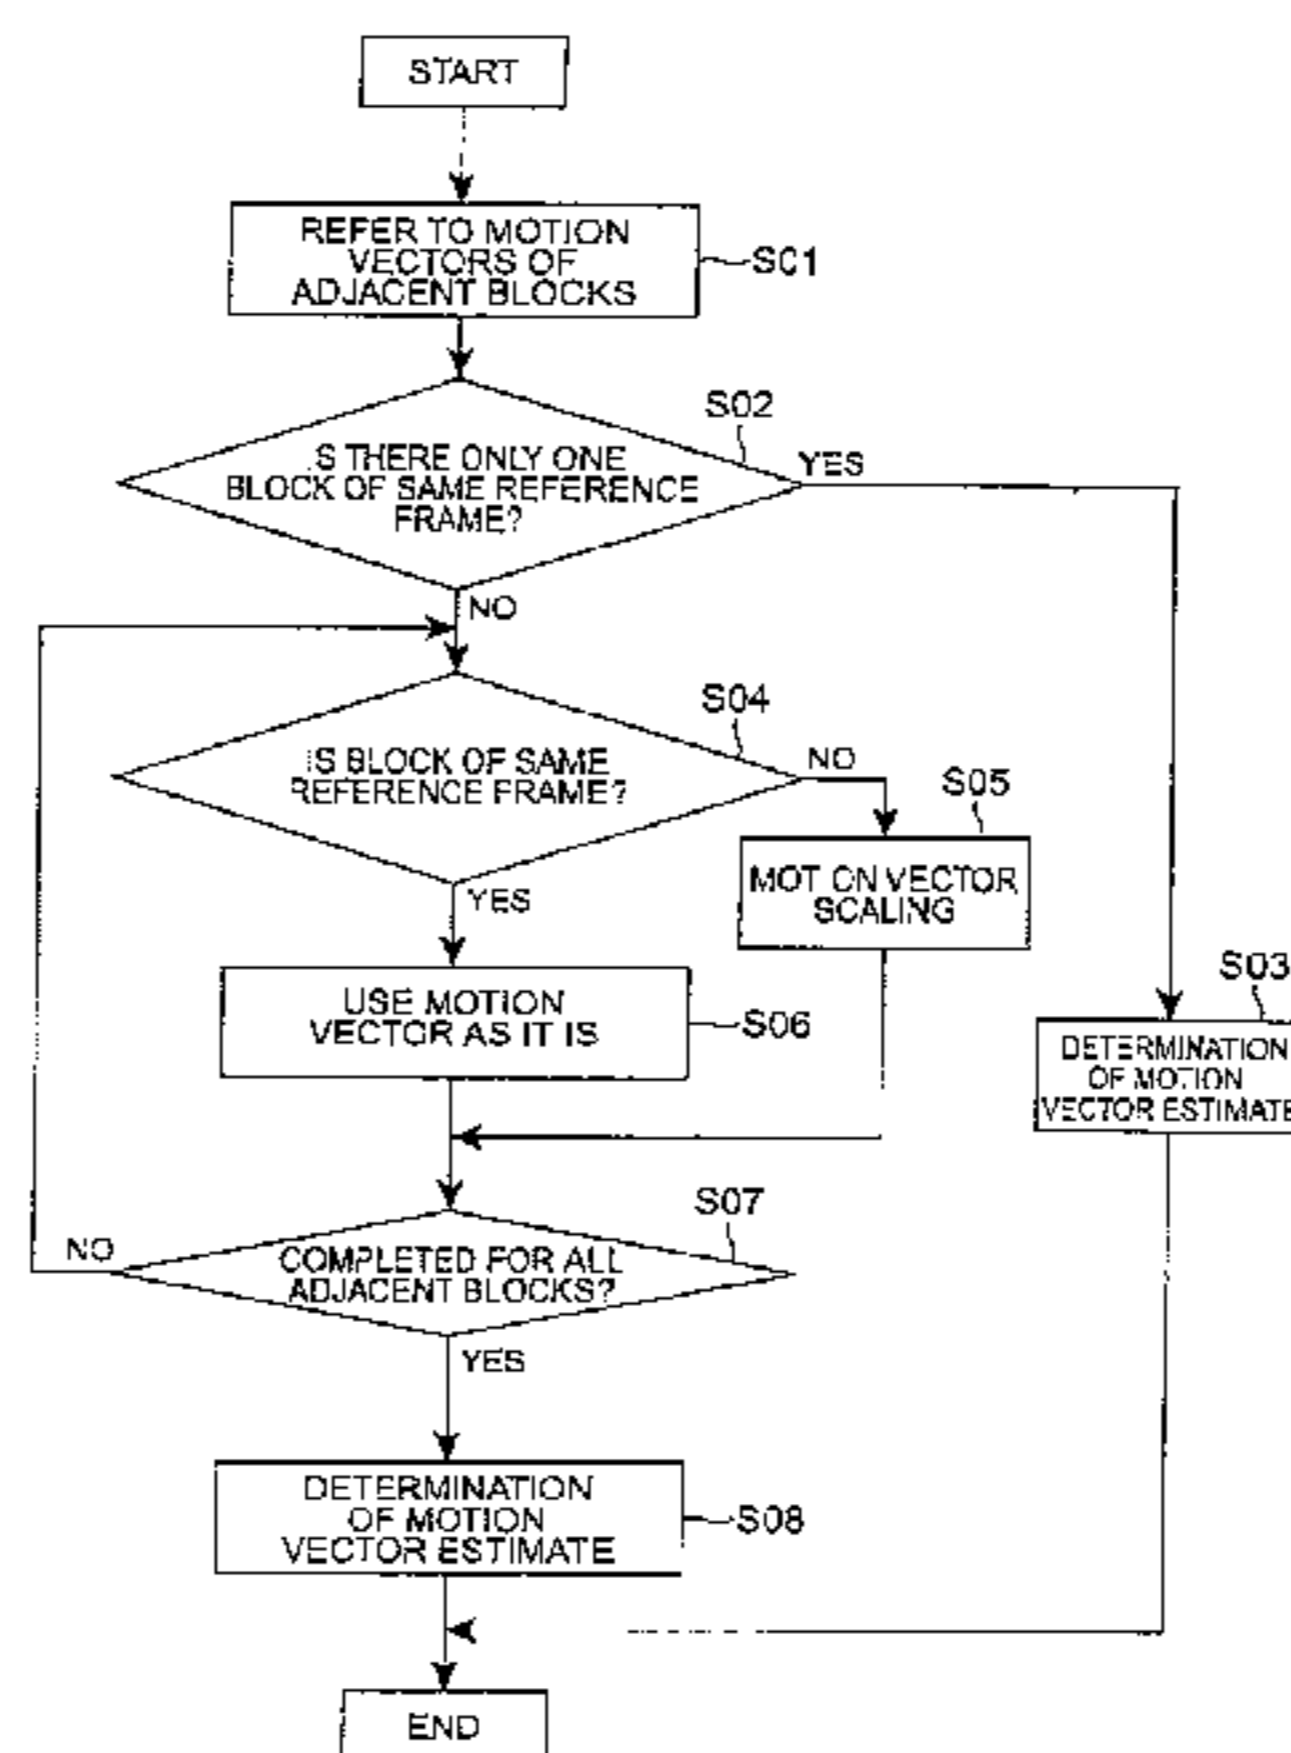 START
REFER TO MOTION
VECTORS OF
ADJACENT BLOCKS
S01
S02
IS THERE ONLY ONE
BLOCK OF SAME REFERENCE
FRAME?
YES
NO
S04
IS BLOCK OF SAME
REFERENCE FRAME?
NO
S05
MOTION VECTOR
SCALING
YES
S03
DETERMINATION
OF MOTION
VECTOR ESTIMATE
USE MOTION
VECTOR AS IT IS
S06
S07
NO
COMPLETED FOR ALL
ADJACENT BLOCKS?
YES
DETERMINATION
OF MOTION
VECTOR ESTIMATE
S08
END